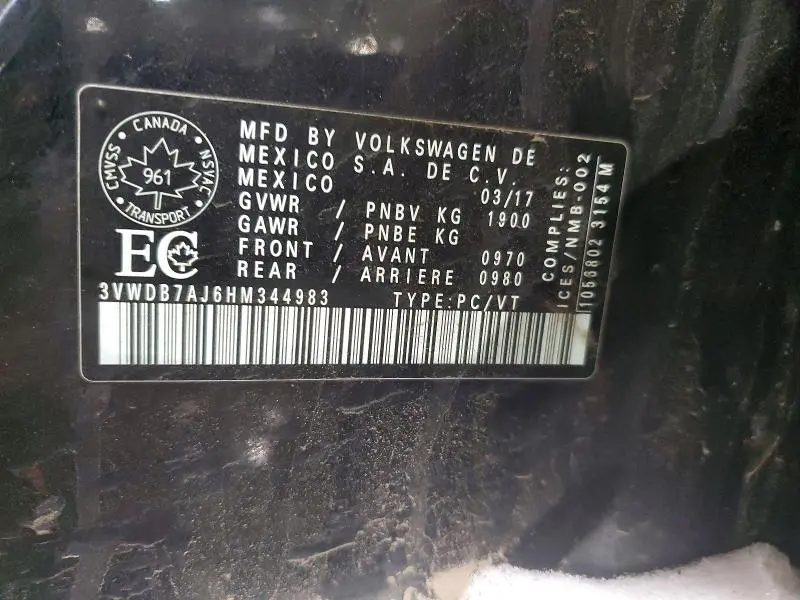 CANADA
CMVSS
NSVAC
961
TRANSPORT
EC
MFD BY VOLKSWAGEN DE
MEXICO S.A. DE C.V.
MEXICO 03/17
GVWR / PNBV KG 1900
GAWR / PNBE KG
FRONT / AVANT 0970
REAR / ARRIERE 0980
3VWDB7AJ6HM344983 TYPE:PC/VT
COMPLIES:
ICES/NMB-002
1053802 3154 M